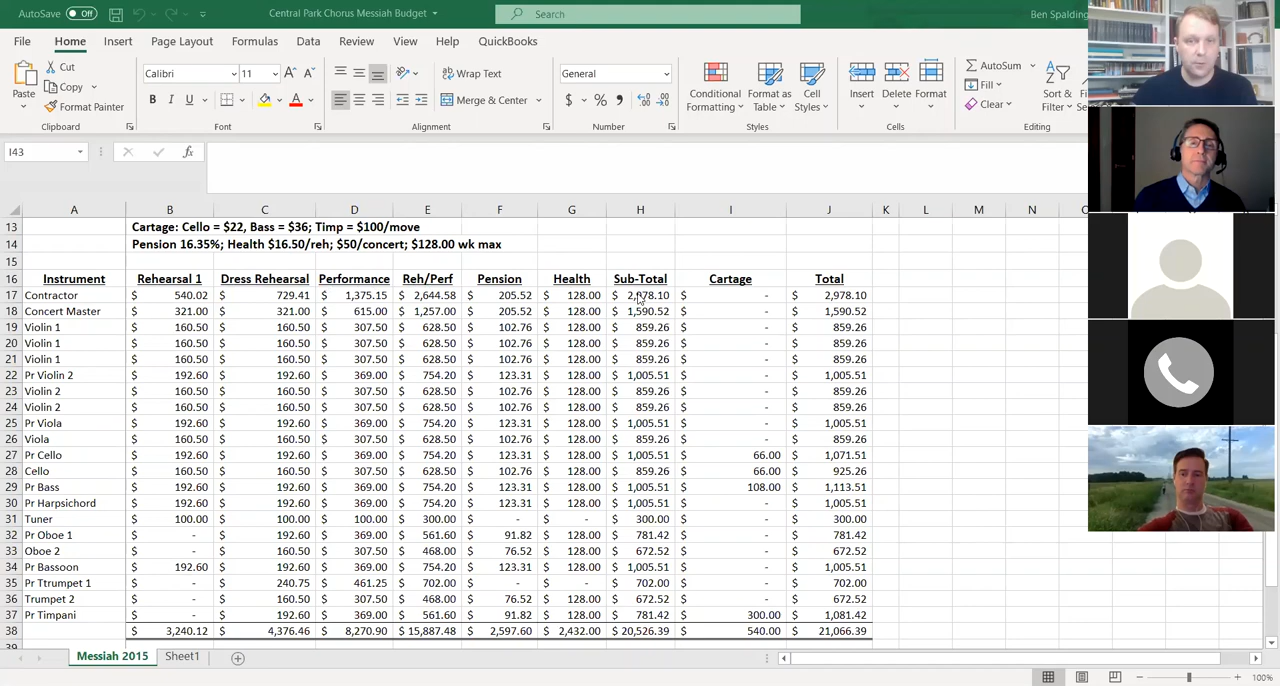 AutoSave Off Central Park Chorus Messiah Budget Search Ben Spalding
File Home Insert Page Layout Formulas Data Review View Help QuickBooks
Cut
Copy
Format Painter
Paste
Clipboard
Calibri 11
B I U
Font
Wrap Text
Merge & Center
Alignment
General
$ %
Number
Conditional Formatting
Format as Table
Cell Styles
Styles
Insert Delete Format
Cells
AutoSum
Fill
Clear
Sort
Filter
Editing
I43 fx
A B C D E F G H I J K L M N
13 Cartage: Cello = $22, Bass = $36; Timp = $100/move
14 Pension 16.35%; Health $16.50/reh; $50/concert; $128.00 wk max
15
16 Instrument Rehearsal 1 Dress Rehearsal Performance Reh/Perf Pension Health Sub-Total Cartage Total
17 Contractor $ 540.02 $ 729.41 $ 1,375.15 $ 2,644.58 $ 205.52 $ 128.00 $ 2,978.10 $ - $ 2,978.10
18 Concert Master $ 321.00 $ 321.00 $ 615.00 $ 1,257.00 $ 205.52 $ 128.00 $ 1,590.52 $ - $ 1,590.52
19 Violin 1 $ 160.50 $ 160.50 $ 307.50 $ 628.50 $ 102.76 $ 128.00 $ 859.26 $ - $ 859.26
20 Violin 1 $ 160.50 $ 160.50 $ 307.50 $ 628.50 $ 102.76 $ 128.00 $ 859.26 $ - $ 859.26
21 Violin 1 $ 160.50 $ 160.50 $ 307.50 $ 628.50 $ 102.76 $ 128.00 $ 859.26 $ - $ 859.26
22 Pr Violin 2 $ 192.60 $ 192.60 $ 369.00 $ 754.20 $ 123.31 $ 128.00 $ 1,005.51 $ - $ 1,005.51
23 Violin 2 $ 160.50 $ 160.50 $ 307.50 $ 628.50 $ 102.76 $ 128.00 $ 859.26 $ - $ 859.26
24 Violin 2 $ 160.50 $ 160.50 $ 307.50 $ 628.50 $ 102.76 $ 128.00 $ 859.26 $ - $ 859.26
25 Pr Viola $ 192.60 $ 192.60 $ 369.00 $ 754.20 $ 123.31 $ 128.00 $ 1,005.51 $ - $ 1,005.51
26 Viola $ 160.50 $ 160.50 $ 307.50 $ 628.50 $ 102.76 $ 128.00 $ 859.26 $ - $ 859.26
27 Pr Cello $ 192.60 $ 192.60 $ 369.00 $ 754.20 $ 123.31 $ 128.00 $ 1,005.51 $ 66.00 $ 1,071.51
28 Cello $ 160.50 $ 160.50 $ 307.50 $ 628.50 $ 102.76 $ 128.00 $ 859.26 $ 66.00 $ 925.26
29 Pr Bass $ 192.60 $ 192.60 $ 369.00 $ 754.20 $ 123.31 $ 128.00 $ 1,005.51 $ 108.00 $ 1,113.51
30 Pr Harpsichord $ 192.60 $ 192.60 $ 369.00 $ 754.20 $ 123.31 $ 128.00 $ 1,005.51 $ - $ 1,005.51
31 Tuner $ 100.00 $ 100.00 $ 100.00 $ 300.00 $ - $ - $ 300.00 $ - $ 300.00
32 Pr Oboe 1 $ - $ 192.60 $ 369.00 $ 561.60 $ 91.82 $ 128.00 $ 781.42 $ - $ 781.42
33 Oboe 2 $ - $ 160.50 $ 307.50 $ 468.00 $ 76.52 $ 128.00 $ 672.52 $ - $ 672.52
34 Pr Bassoon $ 192.60 $ 192.60 $ 369.00 $ 754.20 $ 123.31 $ 128.00 $ 1,005.51 $ - $ 1,005.51
35 Pr Ttrumpet 1 $ - $ 240.75 $ 461.25 $ 702.00 $ - $ - $ 702.00 $ - $ 702.00
36 Trumpet 2 $ - $ 160.50 $ 307.50 $ 468.00 $ 76.52 $ 128.00 $ 672.52 $ - $ 672.52
37 Pr Timpani $ - $ 192.60 $ 369.00 $ 561.60 $ 91.82 $ 128.00 $ 781.42 $ 300.00 $ 1,081.42
38 $ 3,240.12 $ 4,376.46 $ 8,270.90 $ 15,887.48 $ 2,597.60 $ 2,432.00 $ 20,526.39 $ 540.00 $ 21,066.39
Messiah 2015 Sheet1
100%